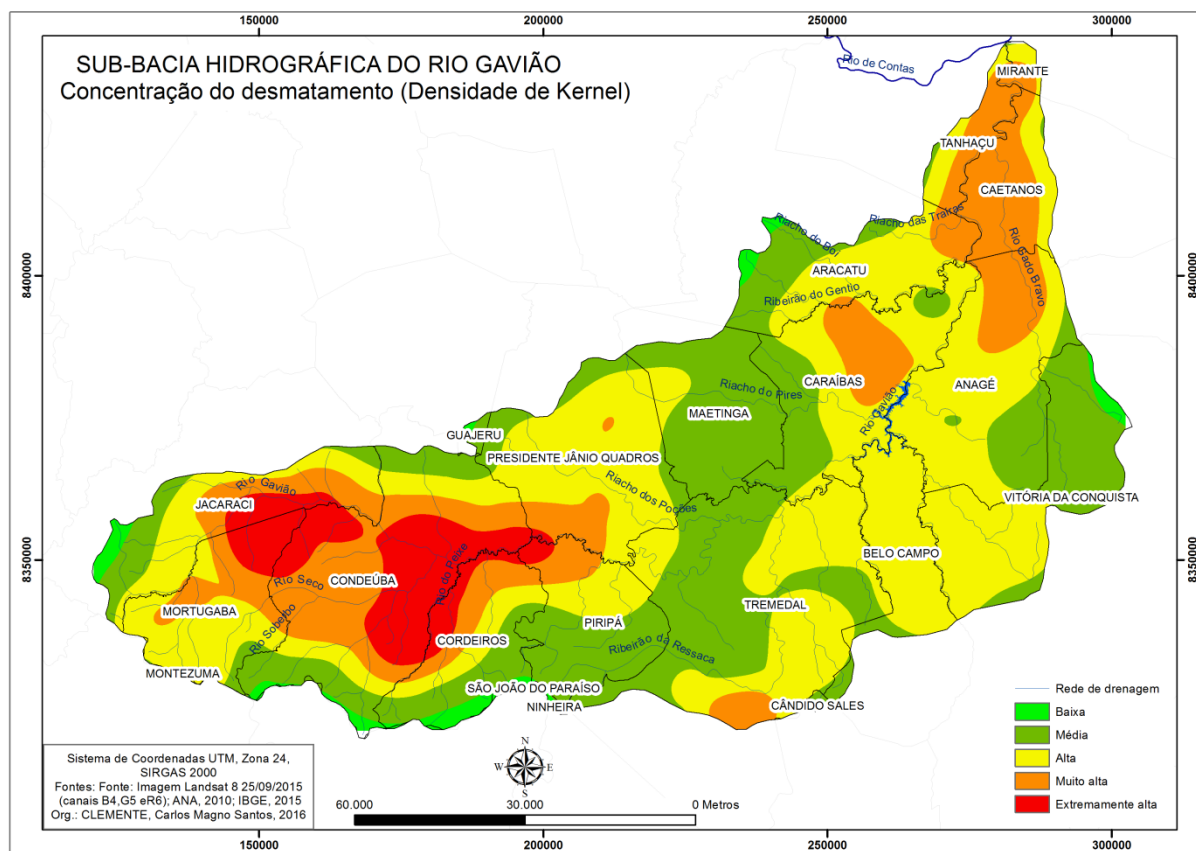 150000
200000
250000
300000
SUB-BACIA HIDROGRÁFICA DO RIO GAVIÃO
Concentração do desmatamento (Densidade de Kernel)
Rio de Contas
MIRANTE
TANHAÇU
CAETANOS
Riacho das Traíras
Riacho do Boi
Rio Gado Bravo
8400000
8400000
ARACATU
Ribeirão do Gentio
CARAÍBAS
ANAGÉ
Riacho do Pires
Rio Gavião
MAETINGA
GUAJERU
PRESIDENTE JÂNIO QUADROS
Rio Gavião
Riacho dos Poções
JACARACI
VITÓRIA DA CONQUISTA
8350000
8350000
BELO CAMPO
Rio do Peixe
Rio Seco
CONDEÚBA
MORTUGABA
TREMEDAL
Rio Soberbo
PIRIPÁ
CORDEIROS
Ribeirão da Ressaca
MONTEZUMA
SÃO JOÃO DO PARAÍSO
NINHEIRA
CÂNDIDO SALES
Rede de drenagem
Baixa
Média
Alta
Muito alta
Extremamente alta
Sistema de Coordenadas UTM, Zona 24,
SIRGAS 2000
Fontes: Fonte: Imagem Landsat 8 25/09/2015
(canais B4,G5 eR6); ANA, 2010; IBGE, 2015
Org.: CLEMENTE, Carlos Magno Santos, 2016
N
W
E
S
60.000
30.000
0 Metros
150000
200000
250000
300000